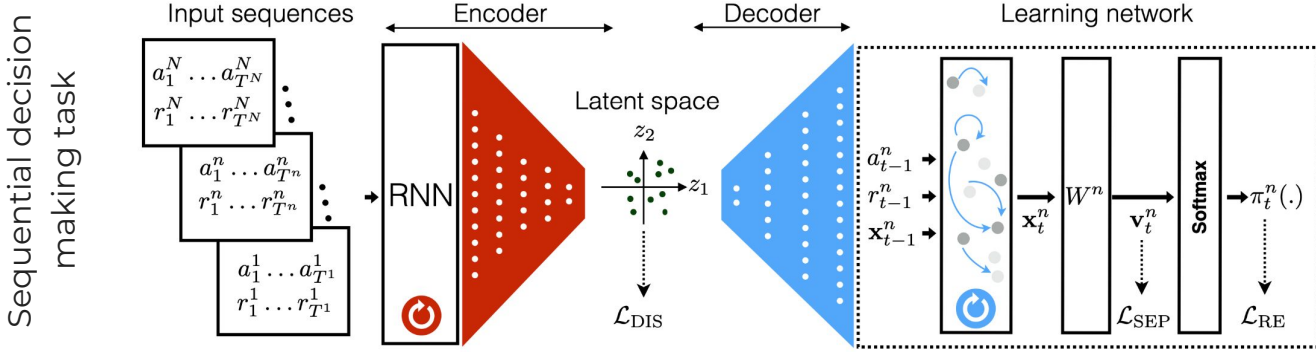 Sequential decision
making task
Input sequences
Encoder
Decoder
Learning network
a_1^N … a_{T^N}^N
r_1^N … r_{T^N}^N
a_1^n … a_{T^n}^n
r_1^n … r_{T^n}^n
a_1^1 … a_{T^1}^1
r_1^1 … r_{T^1}^1
RNN
Latent space
z_2
z_1
ℒ_DIS
a_{t-1}^n
r_{t-1}^n
𝐱_{t-1}^n
𝐱_t^n
W^n
𝐯_t^n
Softmax
π_t^n(.)
ℒ_SEP
ℒ_RE